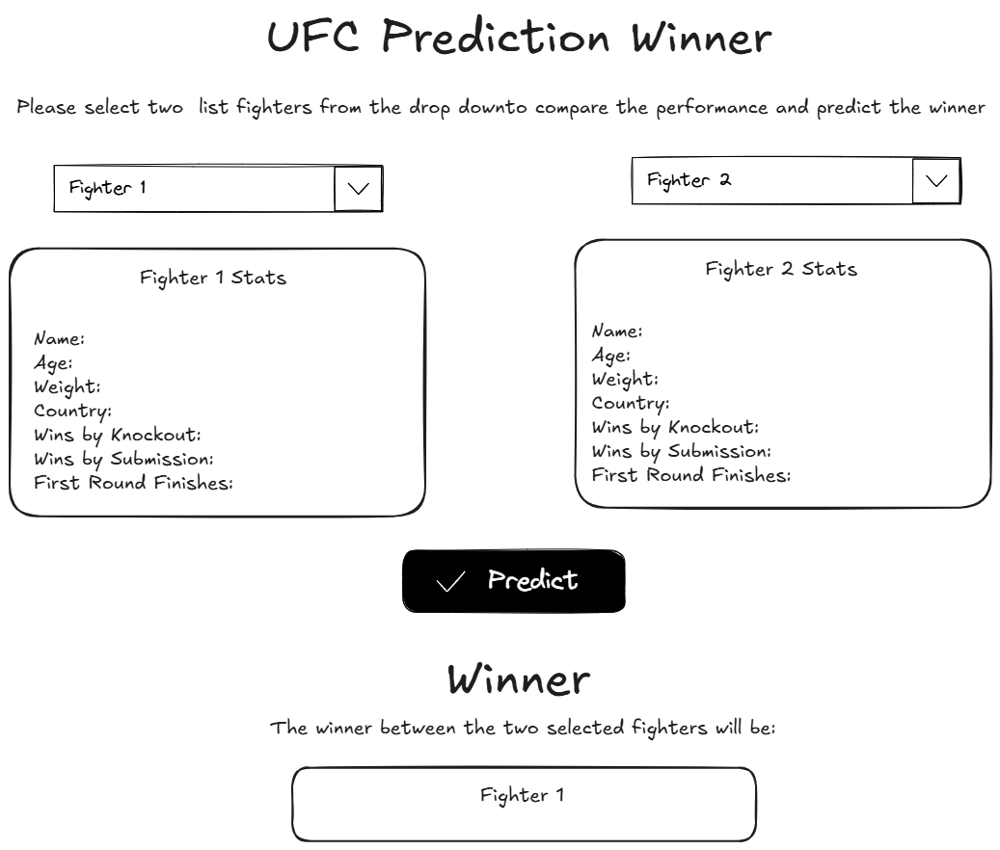 UFC Prediction Winner
Please select two  list fighters from the drop downto compare the performance and predict the winner
Fighter 1
Fighter 2
Fighter 1 Stats
Name:
Age:
Weight:
Country:
Wins by Knockout:
Wins by Submission:
First Round Finishes:
Fighter 2 Stats
Name:
Age:
Weight:
Country:
Wins by Knockout:
Wins by Submission:
First Round Finishes:
Predict
Winner
The winner between the two selected fighters will be:
Fighter 1